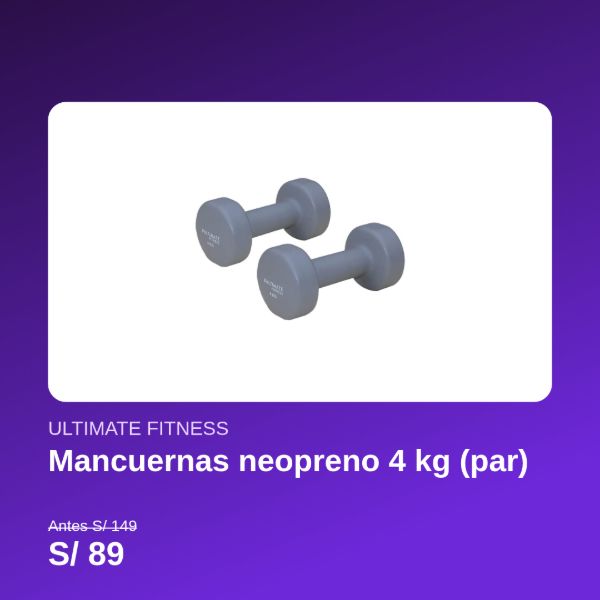 ULTIMATE FITNESS
Mancuernas neopreno 4 kg (par)
Antes S/ 149
S/ 89